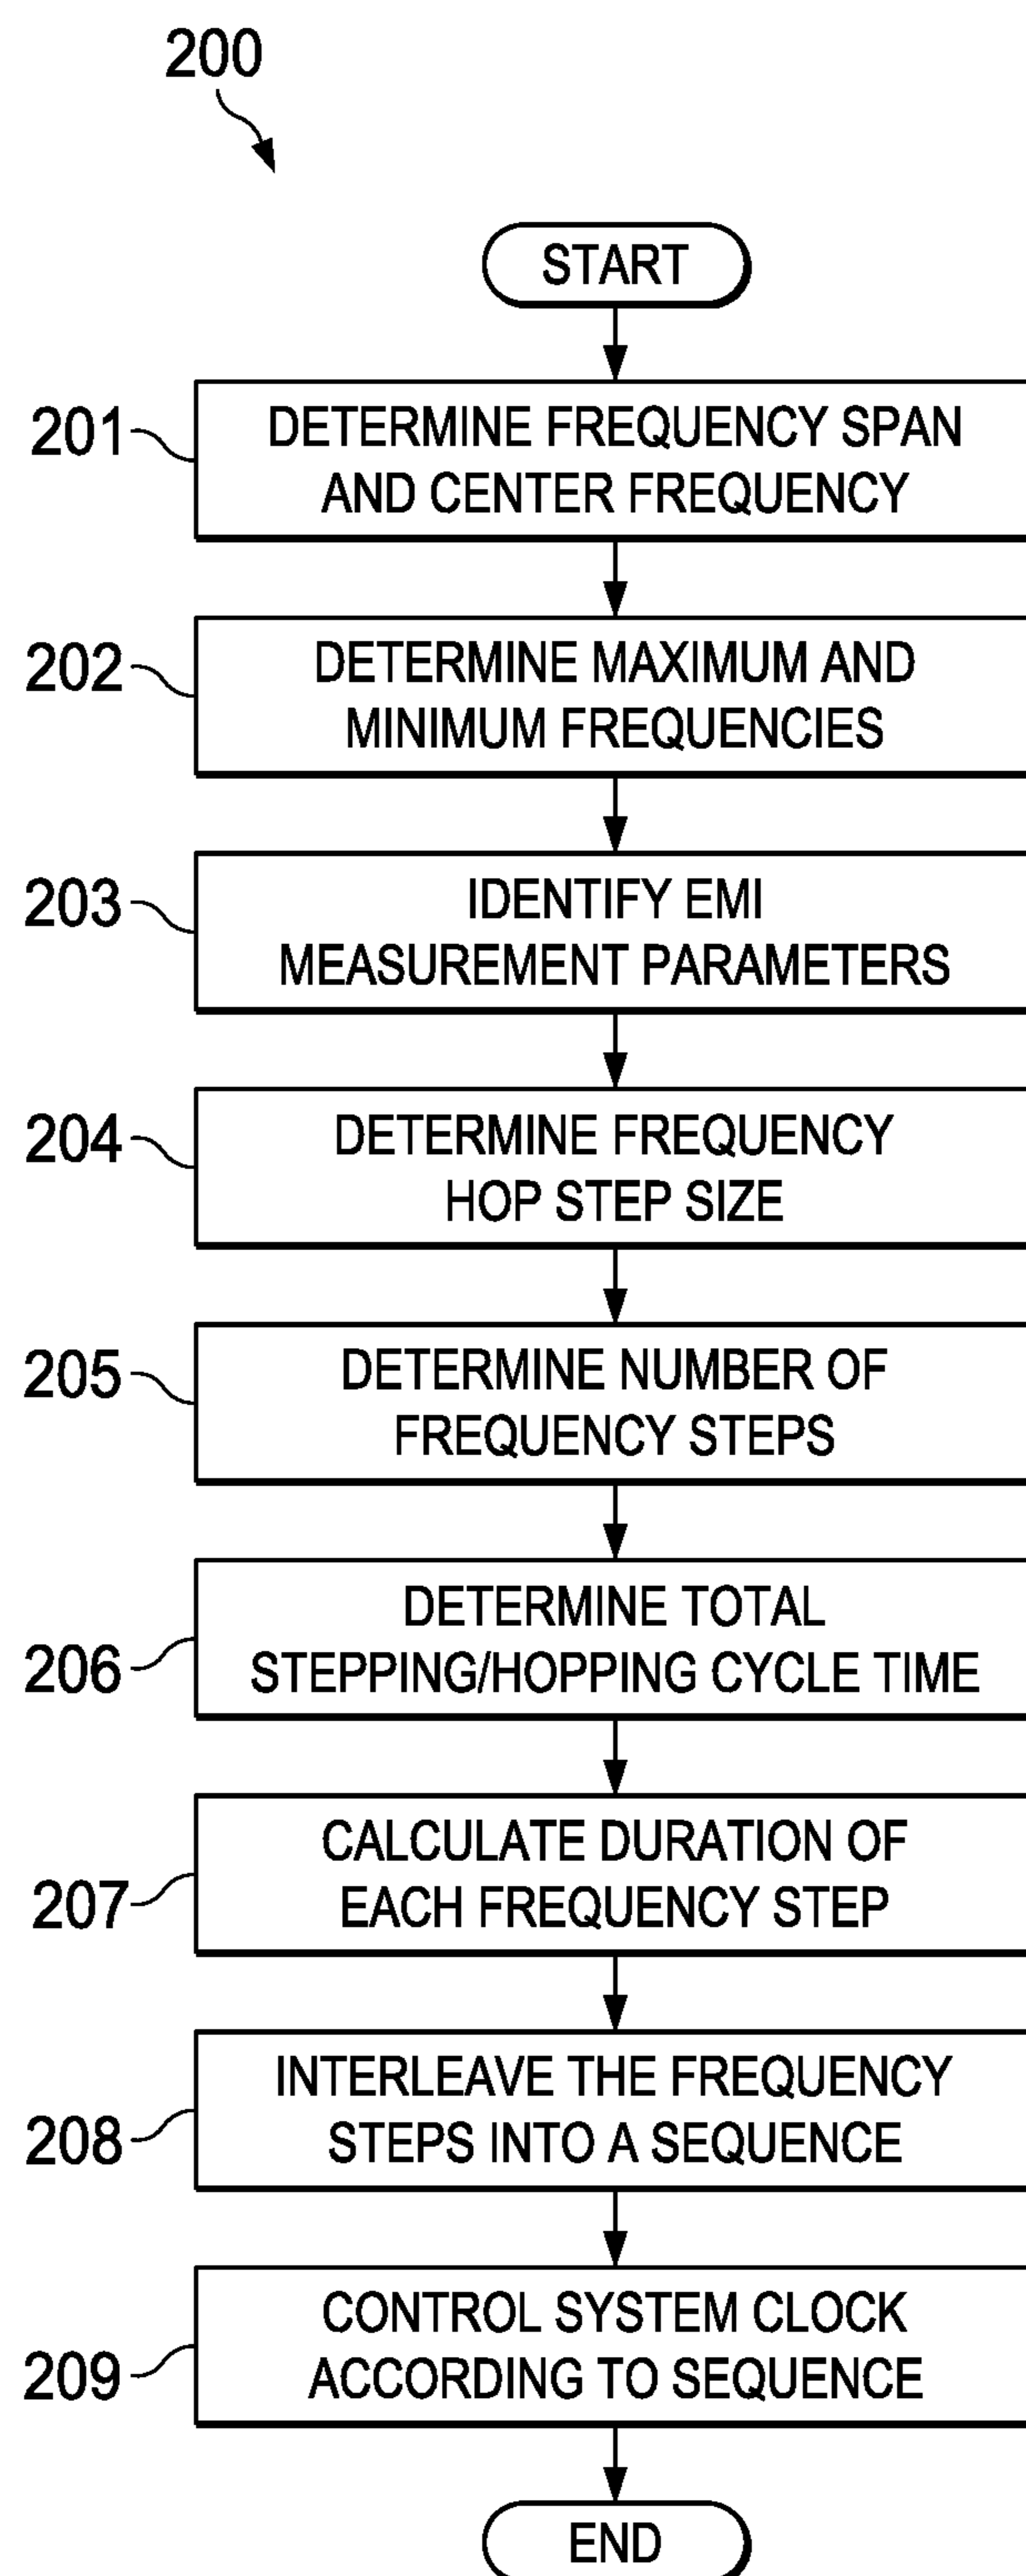 200
START
201
DETERMINE FREQUENCY SPAN
AND CENTER FREQUENCY
202
DETERMINE MAXIMUM AND
MINIMUM FREQUENCIES
203
IDENTIFY EMI
MEASUREMENT PARAMETERS
204
DETERMINE FREQUENCY
HOP STEP SIZE
205
DETERMINE NUMBER OF
FREQUENCY STEPS
206
DETERMINE TOTAL
STEPPING/HOPPING CYCLE TIME
207
CALCULATE DURATION OF
EACH FREQUENCY STEP
208
INTERLEAVE THE FREQUENCY
STEPS INTO A SEQUENCE
209
CONTROL SYSTEM CLOCK
ACCORDING TO SEQUENCE
END